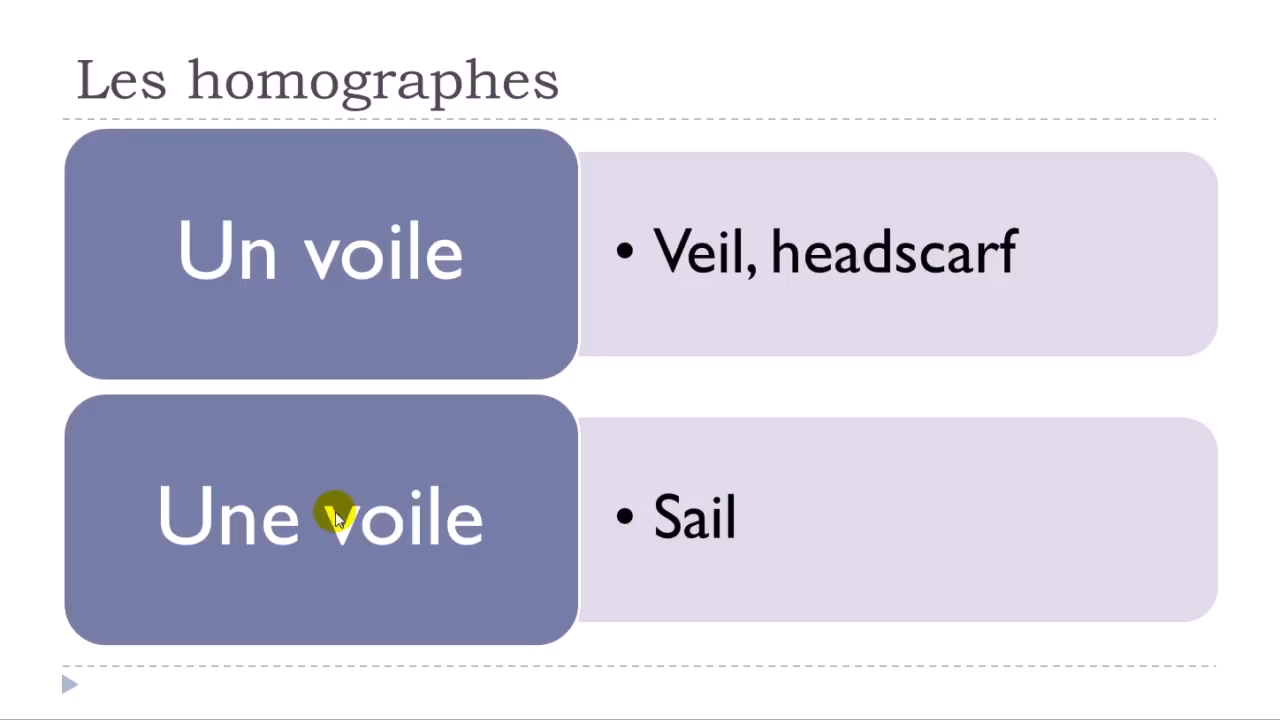 Les homographes
Un voile
• Veil, headscarf
Une voile
• Sail